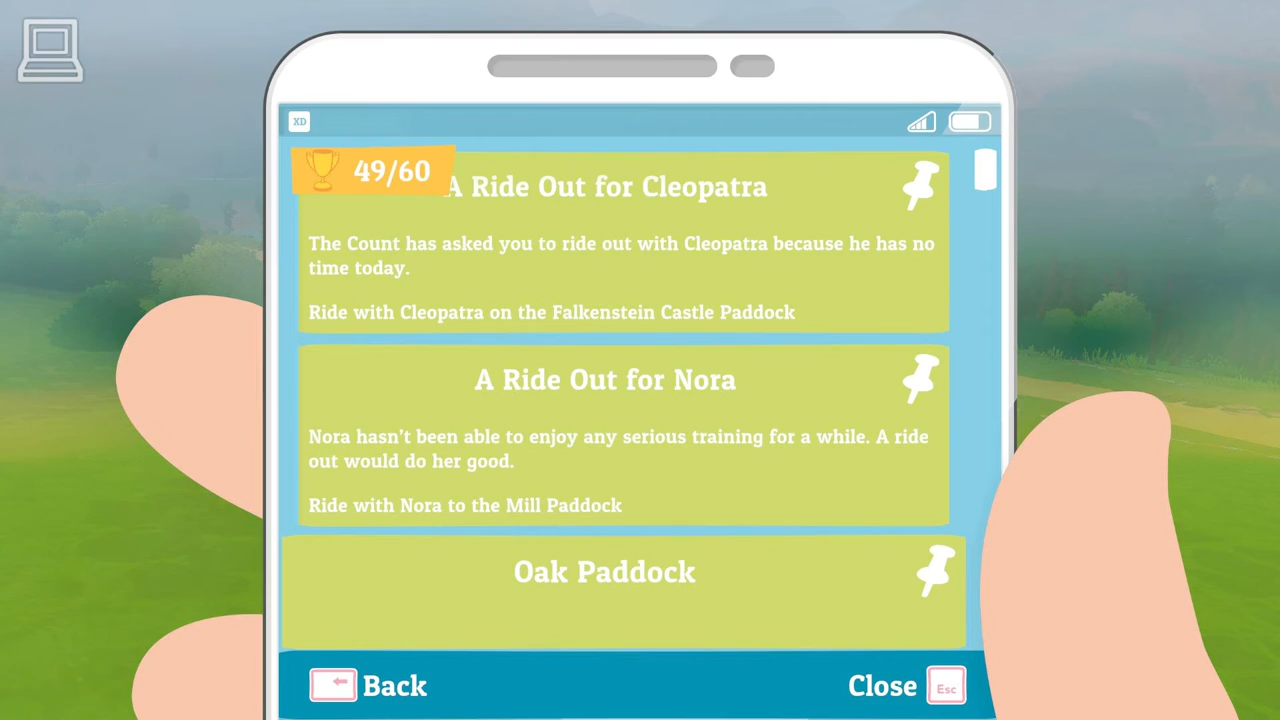 XD
49/60
A Ride Out for Cleopatra
The Count has asked you to ride out with Cleopatra because he has no
time today.
Ride with Cleopatra on the Falkenstein Castle Paddock
A Ride Out for Nora
Nora hasn't been able to enjoy any serious training for a while. A ride
out would do her good.
Ride with Nora to the Mill Paddock
Oak Paddock
Back
Close Esc